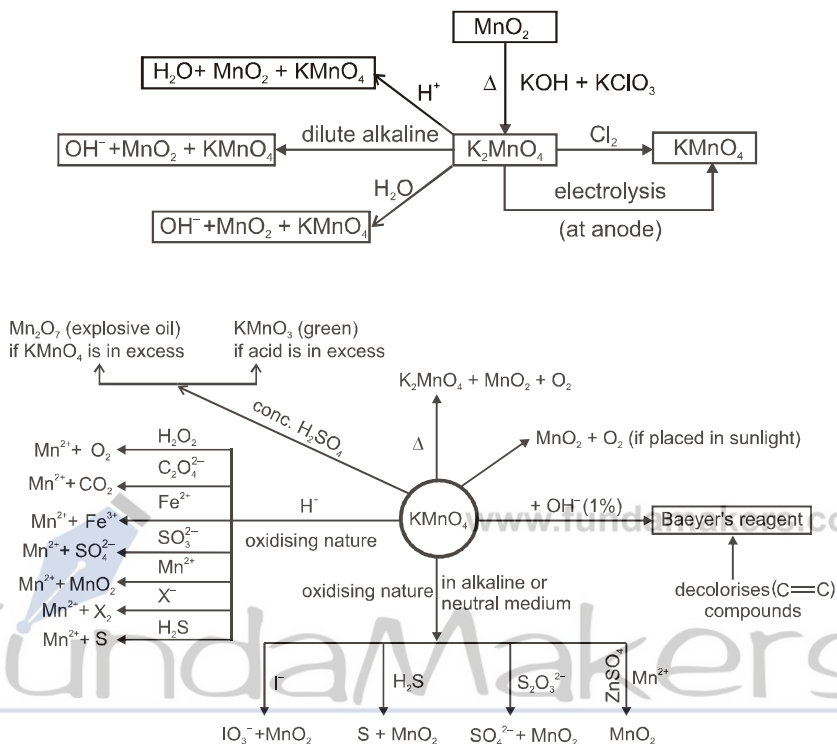 MnO₂
H₂O+ MnO₂ + KMnO₄
H⁺
Δ KOH + KClO₃
OH⁻ +MnO₂ + KMnO₄
dilute alkaline
K₂MnO₄
Cl₂
KMnO₄
H₂O
electrolysis
(at anode)
OH⁻ +MnO₂ + KMnO₄
Mn₂O₇ (explosive oil)
if KMnO₄ is in excess
KMnO₃ (green)
if acid is in excess
K₂MnO₄ + MnO₂ + O₂
conc. H₂SO₄
Δ
MnO₂ + O₂ (if placed in sunlight)
Mn²⁺ + O₂
H₂O₂
Mn²⁺+ CO₂
C₂O₄²⁻
Mn²⁺ + Fe³⁺
Fe²⁺
H⁺
oxidising nature
KMnO₄
+ OH⁻ (1%)
Baeyer's reagent
www.fundamakers.co
Mn²⁺ + SO₄²⁻
SO₃²⁻
Mn²⁺ + MnO₂
Mn²⁺
Mn²⁺ + X₂
X⁻
Mn²⁺ + S
H₂S
oxidising nature
in alkaline or
neutral medium
decolorises(C=C)
compounds
FundaMakers
I⁻
H₂S
S₂O₃²⁻
ZnSO₄
Mn²⁺
IO₃⁻ +MnO₂
S + MnO₂
SO₄²⁻ + MnO₂
MnO₂